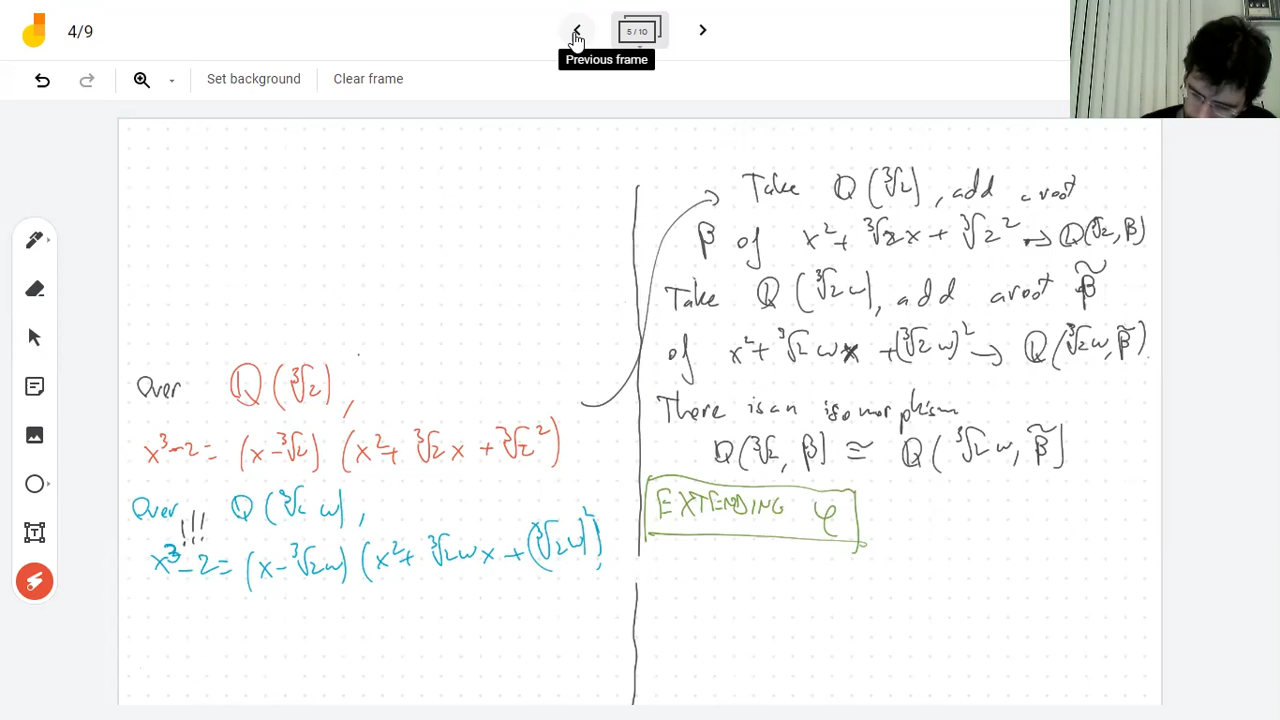 4/9
5 / 10
Previous frame
Set background
Clear frame
Over ℚ(∛2),
x³-2 = (x-∛2) (x²+ ∛2x + ∛2²)
Over ℚ(∛2 ω),
!!!
x³-2 = (x-∛2ω) (x²+ ∛2ωx + (∛2ω)²)
Take ℚ(∛2), add a root
β of x²+ ∛2x + ∛2² → ℚ(∛2, β)
Take ℚ(∛2ω), add a root β̃
of x²+ ∛2ωx + (∛2ω)² → ℚ(∛2ω, β̃).
There is an isomorphism
ℚ(∛2, β) ≅ ℚ(∛2ω, β̃)
EXTENDING φ